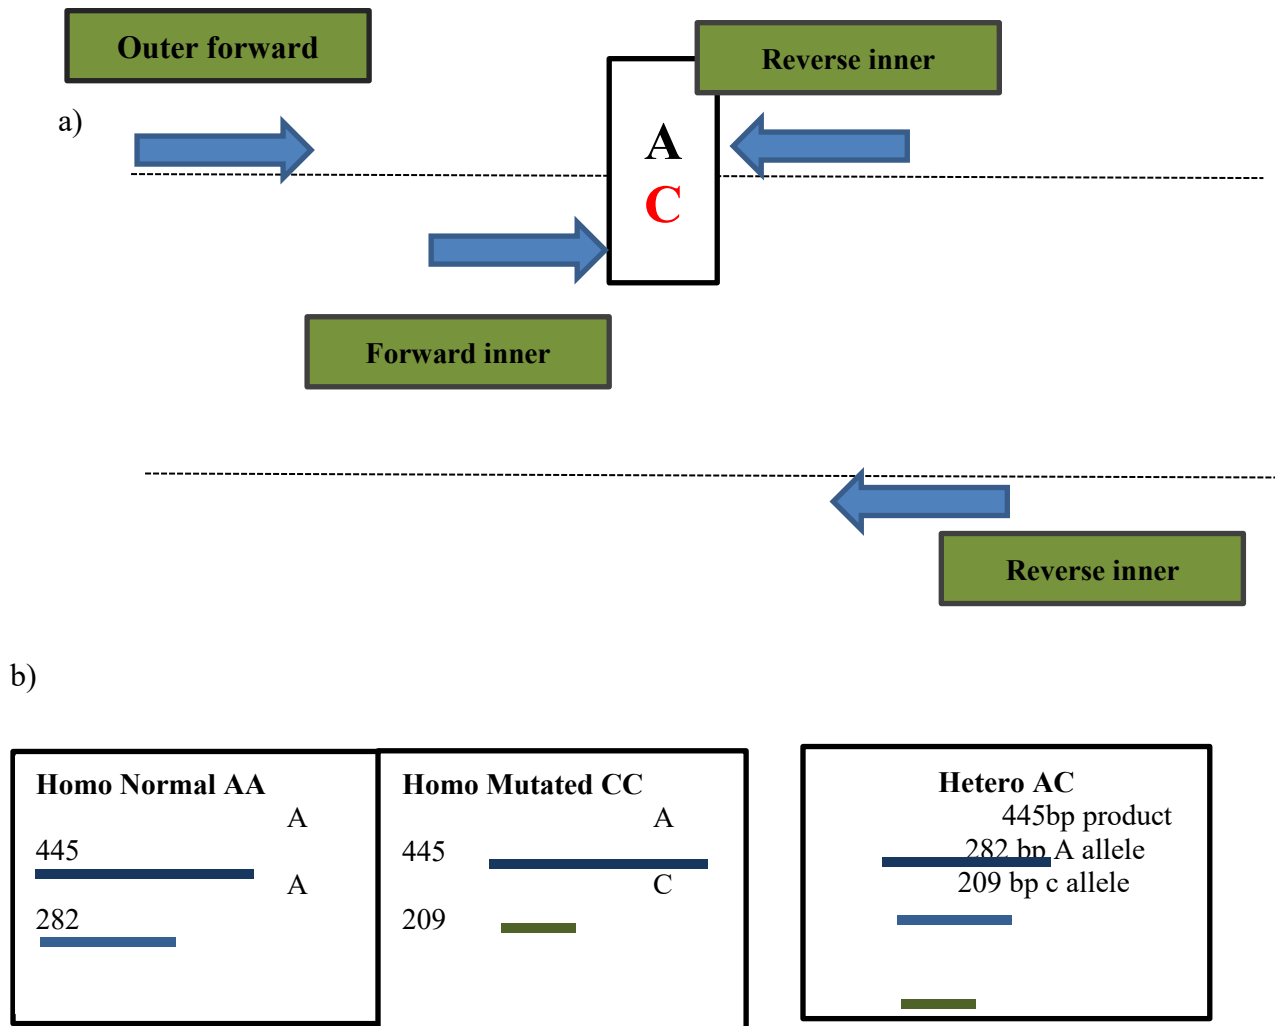 Outer forward
Reverse inner
a)
A
C
Forward inner
Reverse inner
b)
Homo Normal AA
A
445
A
282
Homo Mutated CC
A
445
C
209
Hetero AC
445bp product
282 bp A allele
209 bp c allele